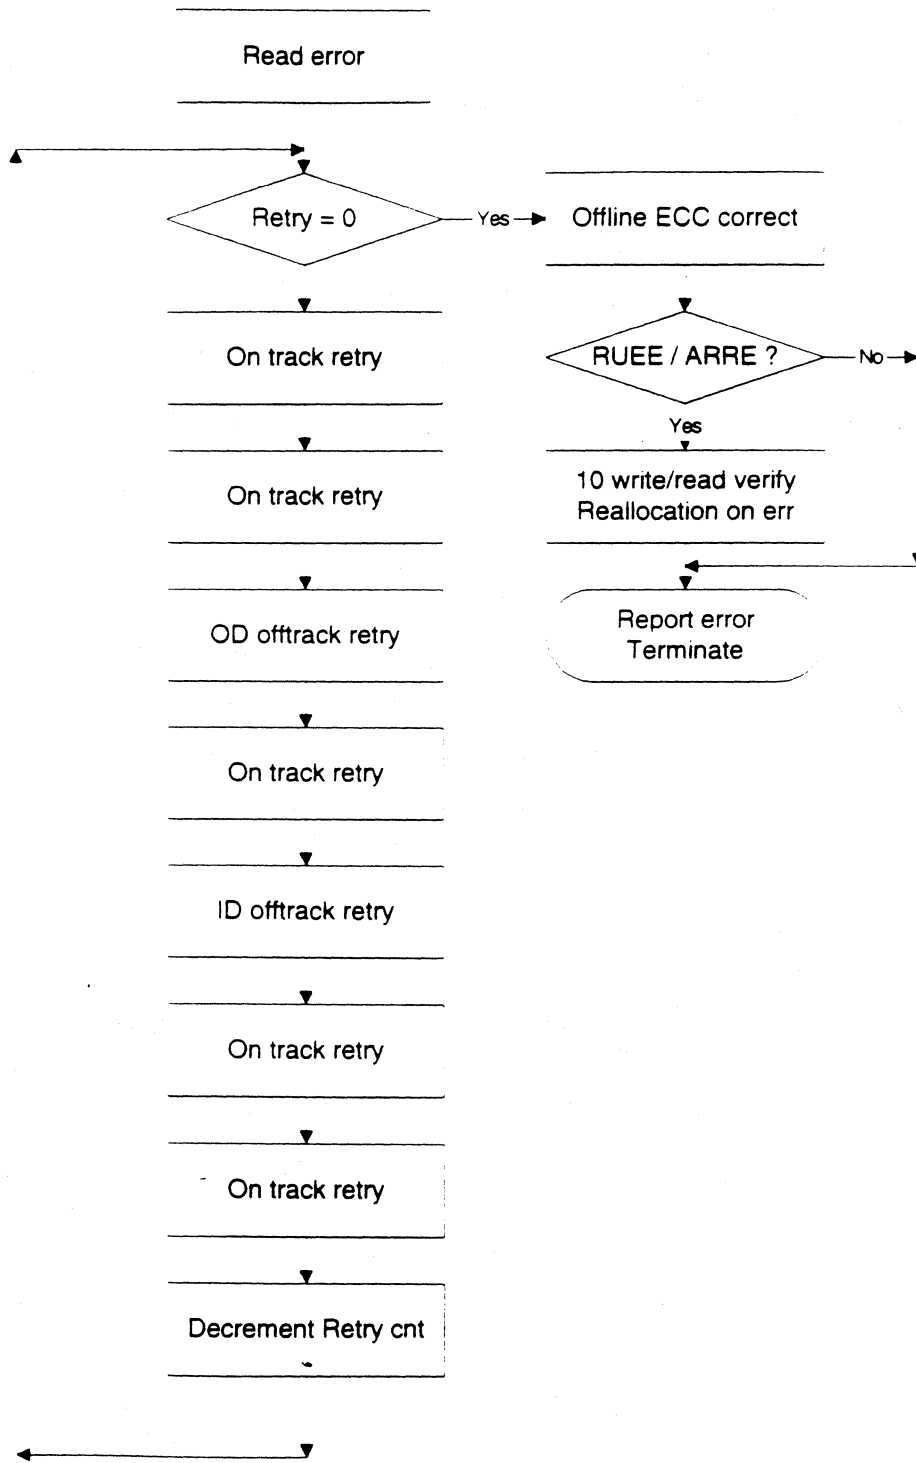 Read error
Retry = 0
Yes
Offline ECC correct
On track retry
RUEE / ARRE ?
No
Yes
On track retry
10 write/read verify
Reallocation on err
OD offtrack retry
Report error
Terminate
On track retry
ID offtrack retry
On track retry
On track retry
Decrement Retry cnt